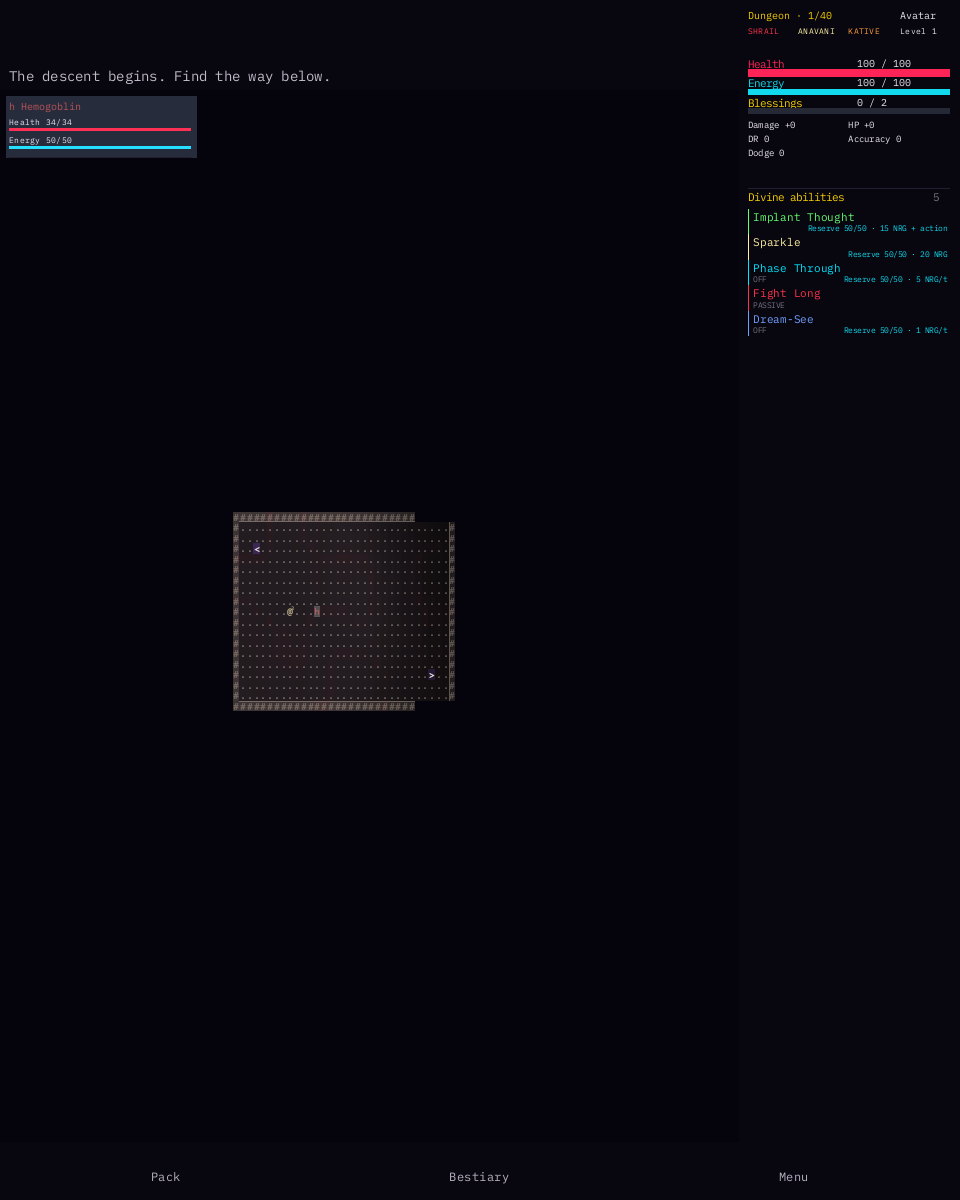 Dungeon · 1/40 Avatar
SHRAIL ANAVANI KATIVE Level 1
The descent begins. Find the way below.
Health 100 / 100
Energy 100 / 100
Blessings 0 / 2
h Hemogoblin
Health 34/34
Energy 50/50
Damage +0 HP +0
DR 0 Accuracy 0
Dodge 0
Divine abilities 5
Implant Thought
Reserve 50/50 · 15 NRG + action
Sparkle
Reserve 50/50 · 20 NRG
Phase Through
OFF Reserve 50/50 · 5 NRG/t
Fight Long
PASSIVE
Dream-See
OFF Reserve 50/50 · 1 NRG/t
<
@ h
>
Pack Bestiary Menu